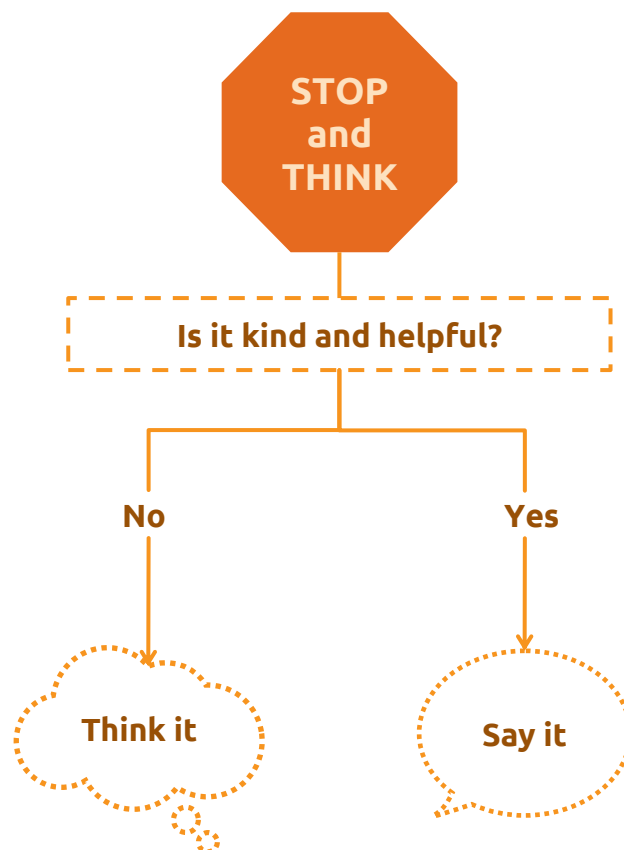 STOP
and
THINK
Is it kind and helpful?
No
Yes
Think it
Say it